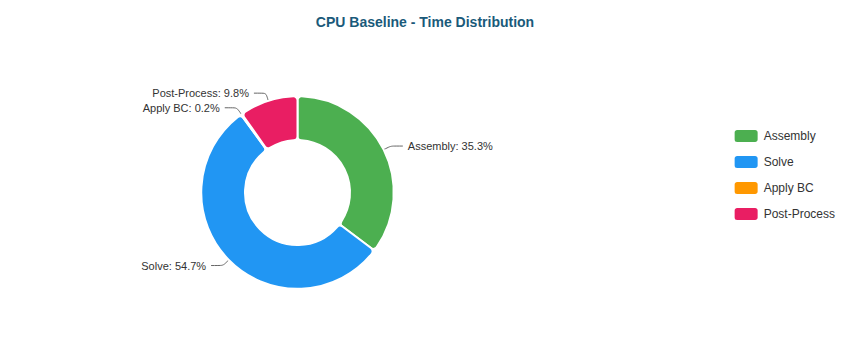 CPU Baseline - Time Distribution
Post-Process: 9.8%
Apply BC: 0.2%
Assembly: 35.3%
Solve: 54.7%
Assembly
Solve
Apply BC
Post-Process